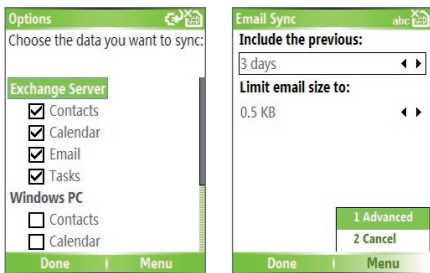 Options
Choose the data you want to sync:
Exchange Server
Contacts
Calendar
Email
Tasks
Windows PC
Contacts
Calendar
Done
Menu
Email Sync
abc
Include the previous:
3 days
Limit email size to:
0.5 KB
1 Advanced
2 Cancel
Done
Menu